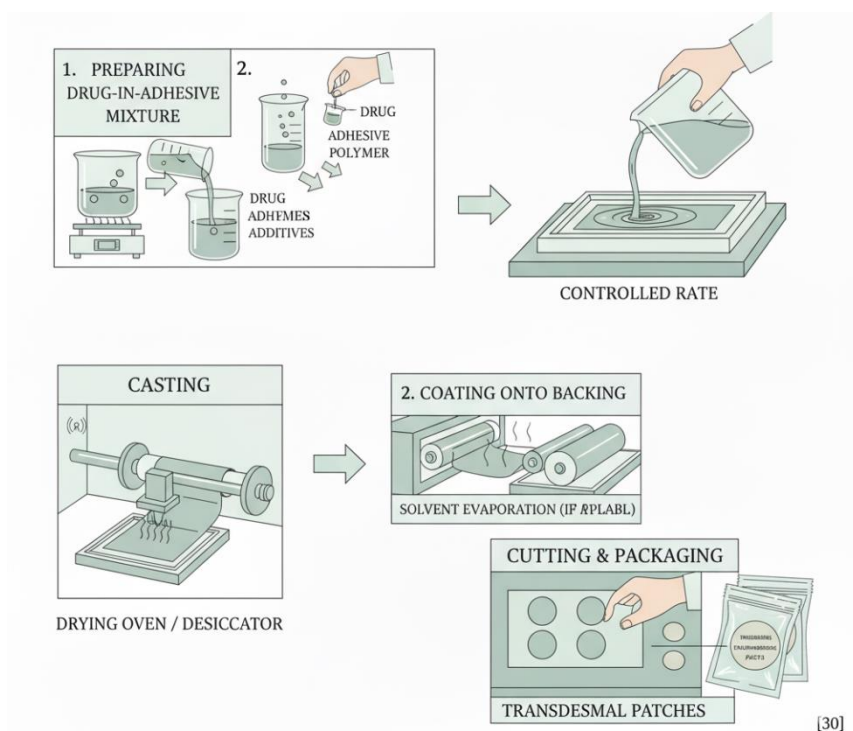 1. PREPARING
DRUG-IN-ADHESIVE
MIXTURE
2.
DRUG
ADHESIVE
POLYMER
DRUG
ADDITIVES
CONTROLLED RATE
CASTING
DRYING OVEN / DESICCATOR
2. COATING ONTO BACKING
SOLVENT EVAPORATION (IF
CUTTING & PACKAGING
TRANSDESMAL PATCHES
[30]